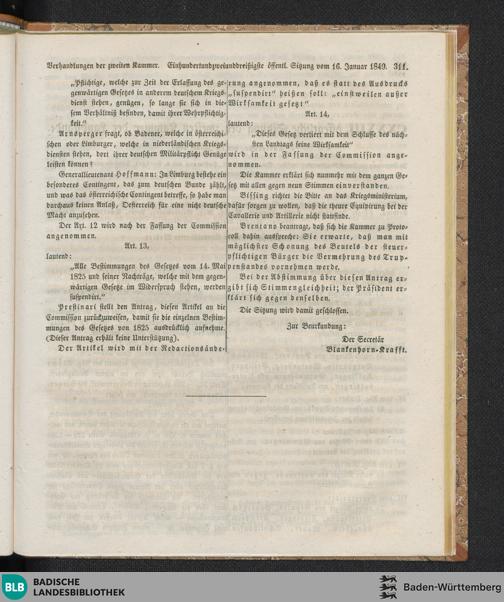 Verhandlungen der zweiten Kammer. Einhundertundzweiunddreißigste öffentl. Sitzung vom 16. Januar 1849. 311.
„Pflichtige, welche zur Zeit der Erlassung des ge-
genwärtigen Gesetzes in anderem deutschem Kriegs-
dienst stehen, genügen, so lange sie sich in die-
sem Verhältniß befinden, damit ihrer Wehrpflichtig-
keit.“
Arnsperger fragt, ob Badener, welche in österreichi-
schen oder Limburger, welche in niederländischen Kriegs-
diensten stehen, dort ihrer deutschen Militärpflicht Genüge
leisten können?
Generallieutenant Hoffmann: In Limburg bestehe ein
besonderes Contingent, das zum deutschen Bunde zählt,
und was das österreichische Contingent betreffe, so habe man
durchaus keinen Anlaß, Oesterreich für eine nicht deutsche
Macht anzusehen.
Der Art. 12 wird nach der Fassung der Commission
angenommen.
Art. 13,
lautend:
„Alle Bestimmungen des Gesetzes vom 14. Mai
1825 und seiner Nachträge, welche mit dem gegen-
wärtigen Gesetz im Widerspruch stehen, werden
suspendirt.“
Prestinari stellt den Antrag, diesen Artikel an die
Commission zurückzuweisen, damit sie die einzelnen Bestim-
mungen des Gesetzes von 1825 ausdrücklich aufnehme.
(Dieser Antrag erhält keine Unterstützung).
Der Artikel wird mit der Redactionsände-
rung angenommen, daß es statt des Ausdrucks
„suspendirt“ heißen soll: „einstweilen außer
Wirksamkeit gesetzt“
Art. 14,
lautend:
„Dieses Gesetz verliert mit dem Schlusse des näch-
sten Landtags seine Wirksamkeit“
wird in der Fassung der Commission ange-
nommen.
Die Kammer erklärt sich nunmehr mit dem ganzen Ge-
setz mit allen gegen neun Stimmen einverstanden.
Bissing richtet die Bitte an das Kriegsministerium,
dafür sorgen zu wollen, daß die theuere Equipirung bei der
Cavallerie und Artillerie nicht stattfinde.
Brentano beantragt, daß sich die Kammer zu Proto-
coll dahin ausspreche: Sie erwarte, daß man mit
möglichster Schonung des Beutels der steuer-
pflichtigen Bürger die Vermehrung des Trup-
penstandes vornehmen werde.
Bei der Abstimmung über diesen Antrag er-
gibt sich Stimmengleichheit; der Präsident er-
klärt sich gegen denselben.
Die Sitzung wird damit geschlossen.
Zur Beurkundung:
Der Secretär
Blankenhorn-Krafft.
BLB
BADISCHE
LANDESBIBLIOTHEK
Baden-Württemberg